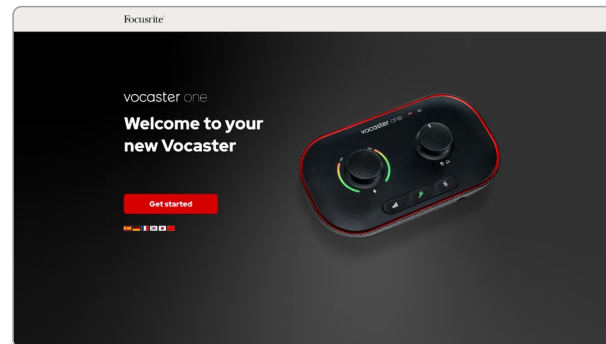 Focusrite®
vocaster one
Welcome to your
new Vocaster
vocaster one
Get started